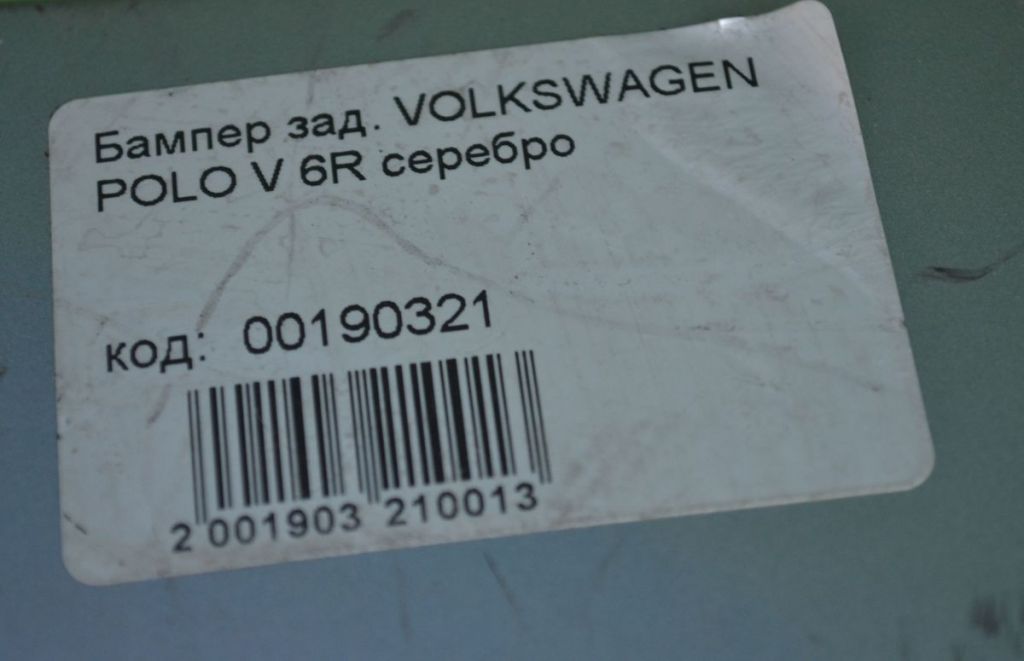 Бампер зад. VOLKSWAGEN
POLO V 6R серебро
код: 00190321
2 001903 210013